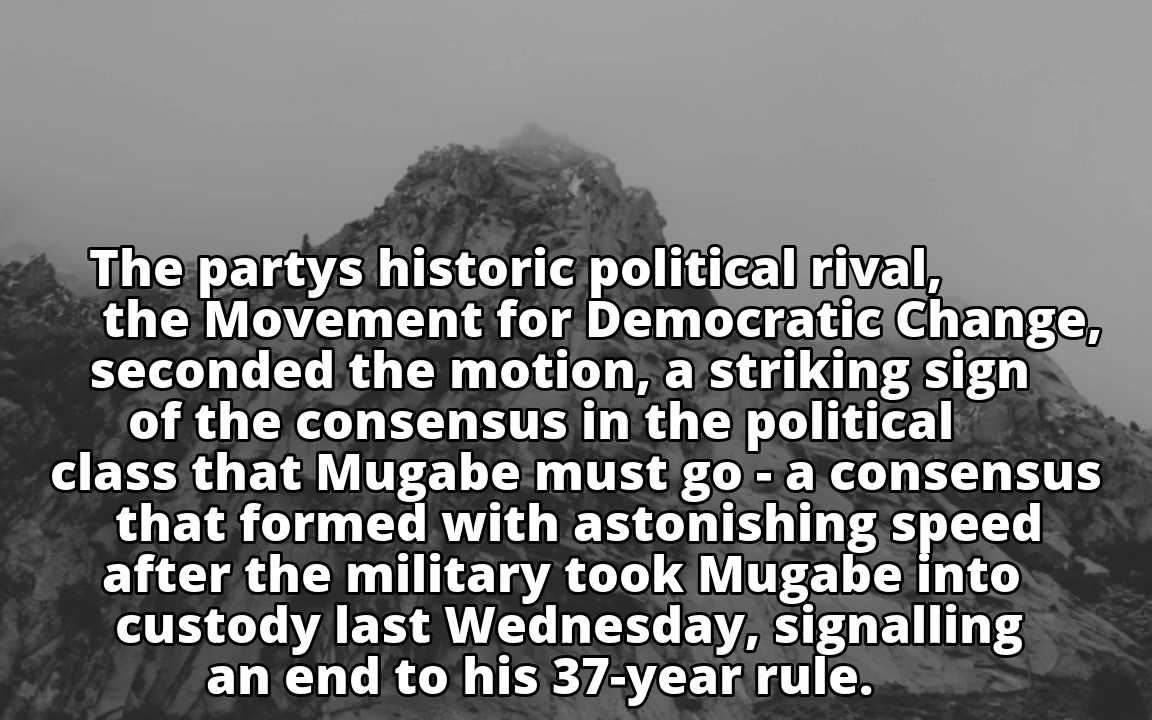 The partys historic political rival,
the Movement for Democratic Change,
seconded the motion, a striking sign
of the consensus in the political
class that Mugabe must go - a consensus
that formed with astonishing speed
after the military took Mugabe into
custody last Wednesday, signalling
an end to his 37-year rule.